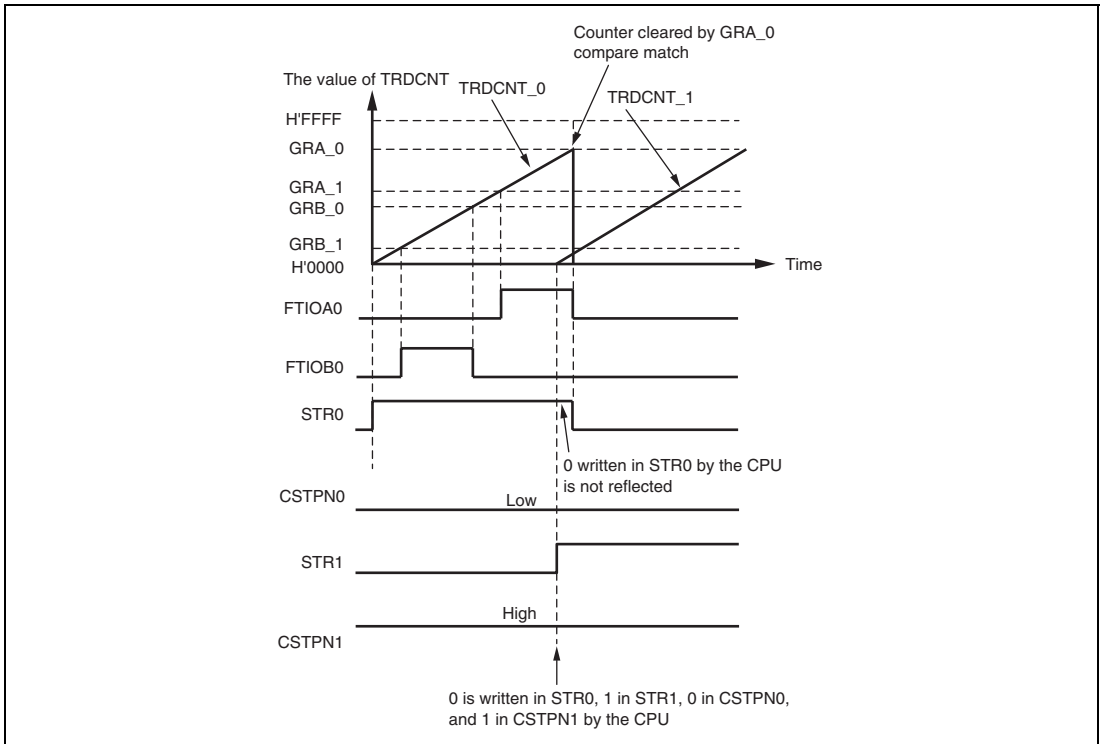 Counter cleared by GRA_0
compare match
The value of TRDCNT
TRDCNT_0
TRDCNT_1
H'FFFF
GRA_0
GRA_1
GRB_0
GRB_1
H'0000
Time
FTIOA0
FTIOB0
STR0
0 written in STR0 by the CPU
is not reflected
CSTPN0
Low
STR1
High
CSTPN1
0 is written in STR0, 1 in STR1, 0 in CSTPN0,
and 1 in CSTPN1 by the CPU